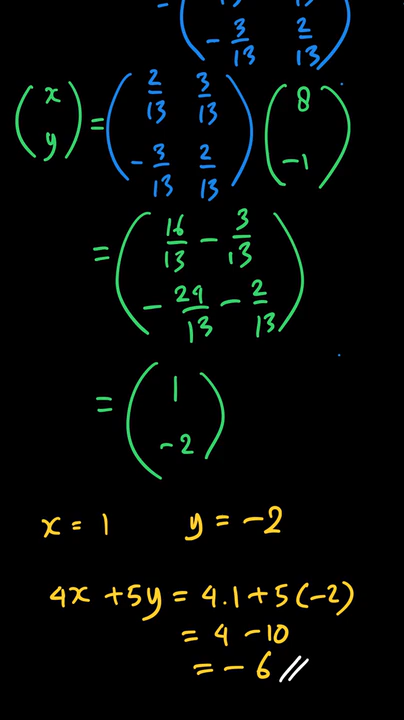 - 3/13 2/13
(x y) = (2/13 3/13 - 3/13 2/13) (8 -1)
= (16/13 - 3/13 - 24/13 - 2/13)
= (1 -2)
x = 1 y = -2
4x + 5y = 4.1 + 5(-2)
= 4 - 10
= - 6 //